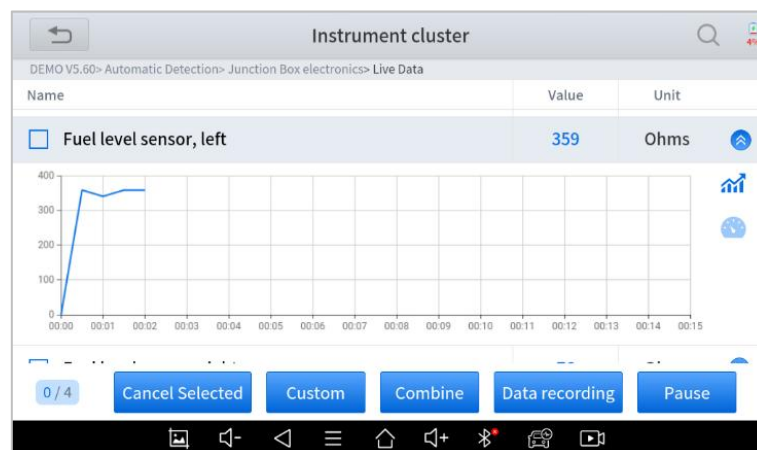 Instrument cluster
4%
DEMO V5.60> Automatic Detection> Junction Box electronics> Live Data
Name Value Unit
Fuel level sensor, left 359 Ohms
400
300
200
100
0
00:00 00:01 00:02 00:03 00:04 00:05 00:06 00:07 00:08 00:09 00:10 00:11 00:12 00:13 00:14 00:15
0 / 4 Cancel Selected Custom Combine Data recording Pause